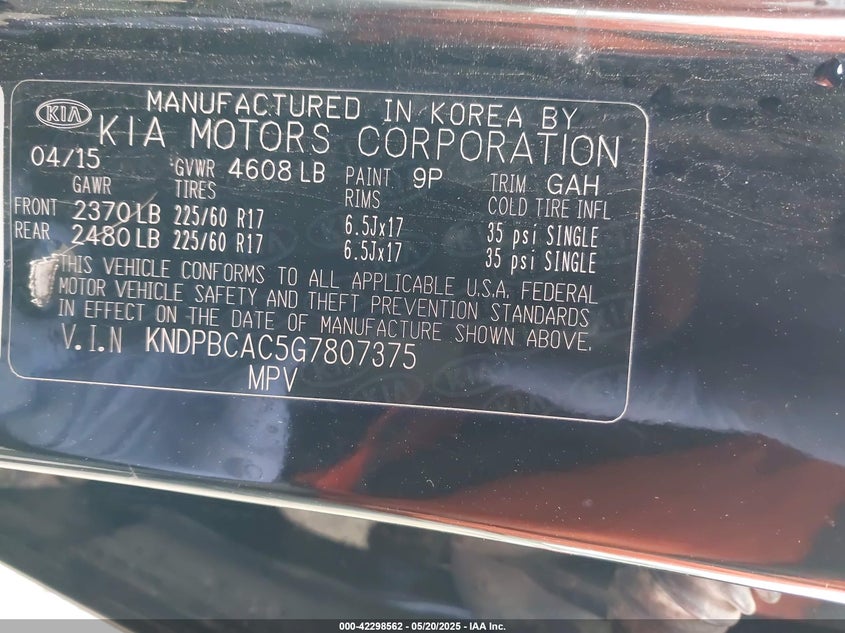 KIA MANUFACTURED IN KOREA BY
KIA MOTORS CORPORATION
04/15 GVWR 4608 LB PAINT 9P TRIM GAH
GAWR TIRES RIMS COLD TIRE INFL
FRONT 2370 LB 225/60 R17 6.5Jx17 35 psi SINGLE
REAR 2480 LB 225/60 R17 6.5Jx17 35 psi SINGLE
THIS VEHICLE CONFORMS TO ALL APPLICABLE U.S.A. FEDERAL
MOTOR VEHICLE SAFETY AND THEFT PREVENTION STANDARDS
IN EFFECT ON THE DATE OF MANUFACTURE SHOWN ABOVE.
V.I.N KNDPBCAC5G7807375
MPV
000-42298562 - 05/20/2025 - IAA Inc.